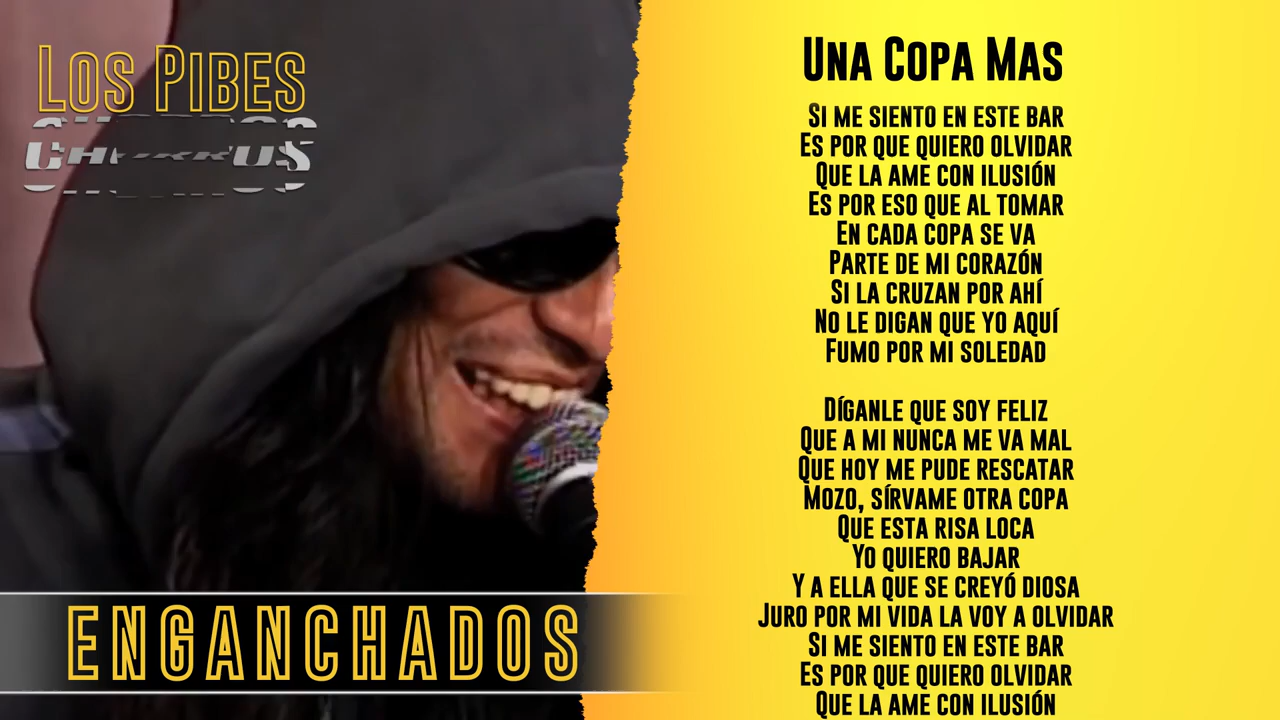 Los Pibes
CHORROS
ENGANCHADOS
Una Copa Mas
Si me siento en este bar
Es por que quiero olvidar
Que la ame con ilusión
Es por eso que al tomar
En cada copa se va
Parte de mi corazón
Si la cruzan por ahí
No le digan que yo aquí
Fumo por mi soledad
Díganle que soy feliz
Que a mi nunca me va mal
Que hoy me pude rescatar
Mozo, sírvame otra copa
Que esta risa loca
Yo quiero bajar
Y a ella que se creyó diosa
Juro por mi vida la voy a olvidar
Si me siento en este bar
Es por que quiero olvidar
Que la ame con ilusión